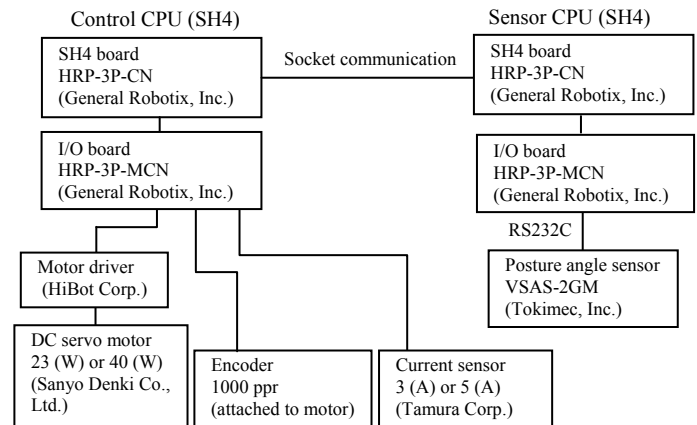 Control CPU (SH4)
Sensor CPU (SH4)
SH4 board
HRP-3P-CN
(General Robotix, Inc.)
Socket communication
SH4 board
HRP-3P-CN
(General Robotix, Inc.)
I/O board
HRP-3P-MCN
(General Robotix, Inc.)
I/O board
HRP-3P-MCN
(General Robotix, Inc.)
RS232C
Motor driver
(HiBot Corp.)
Posture angle sensor
VSAS-2GM
(Tokimec, Inc.)
DC servo motor
23 (W) or 40 (W)
(Sanyo Denki Co.,
Ltd.)
Encoder
1000 ppr
(attached to motor)
Current sensor
3 (A) or 5 (A)
(Tamura Corp.)